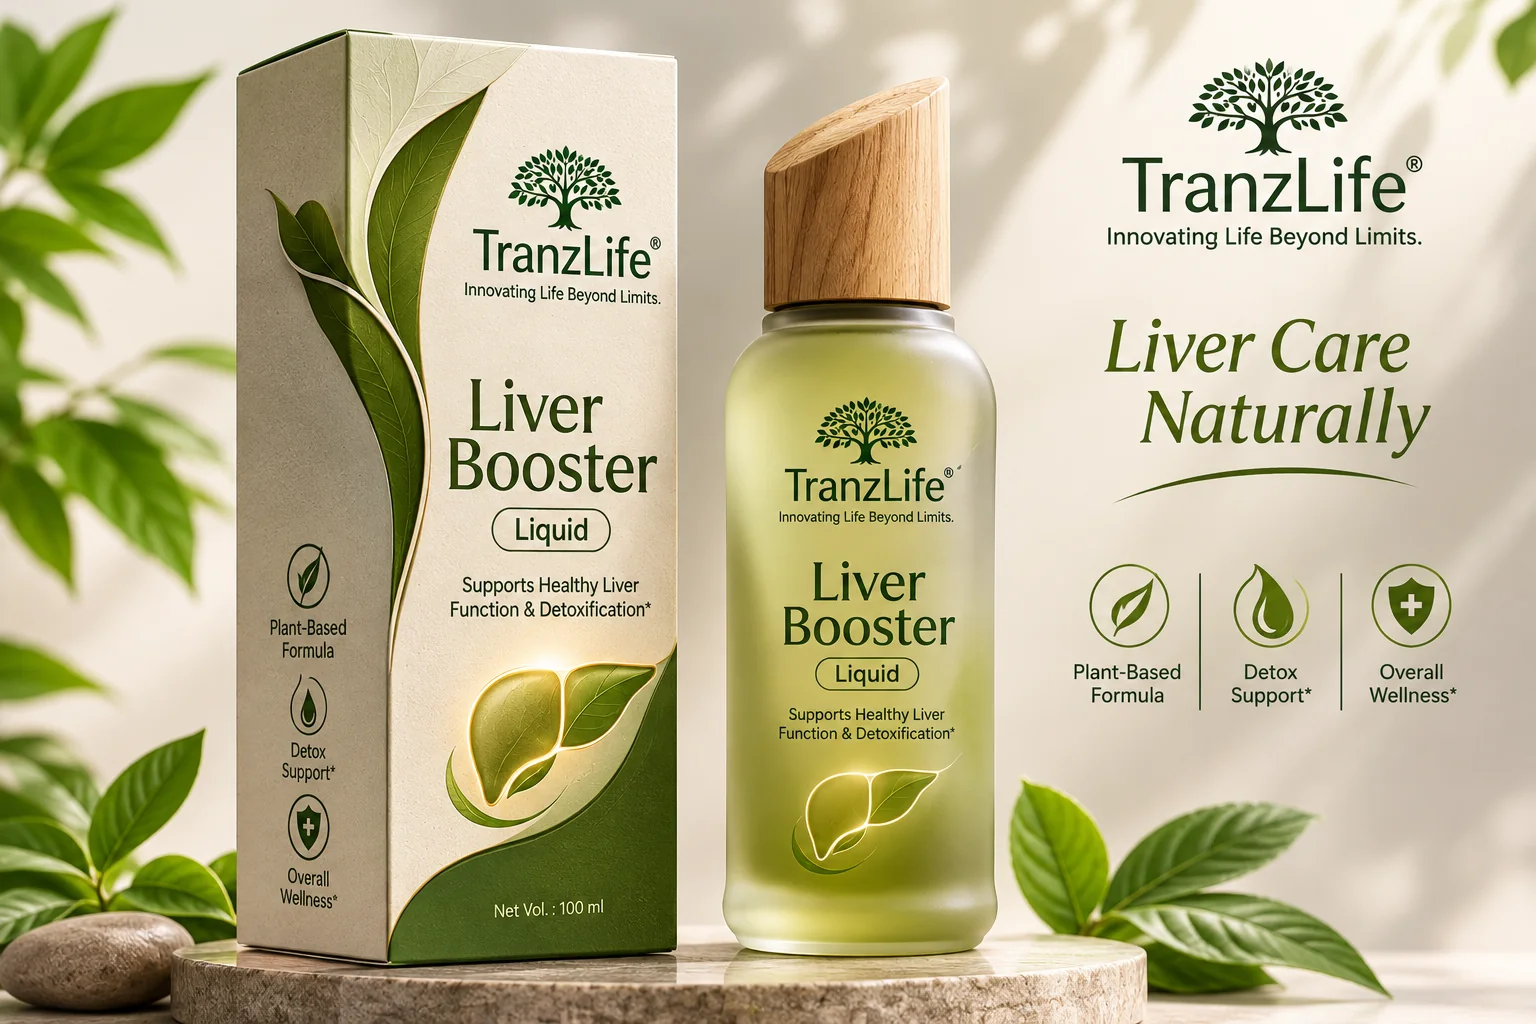 TranzLife®
Innovating Life Beyond Limits.
Liver
Booster
Liquid
Supports Healthy Liver
Function & Detoxification*
Plant-Based
Formula
Detox
Support*
Overall
Wellness*
Net Vol. : 100 ml
TranzLife®
Innovating Life Beyond Limits.
Liver
Booster
Liquid
Supports Healthy Liver
Function & Detoxification*
TranzLife®
Innovating Life Beyond Limits.
Liver Care
Naturally
Plant-Based
Formula
Detox
Support*
Overall
Wellness*